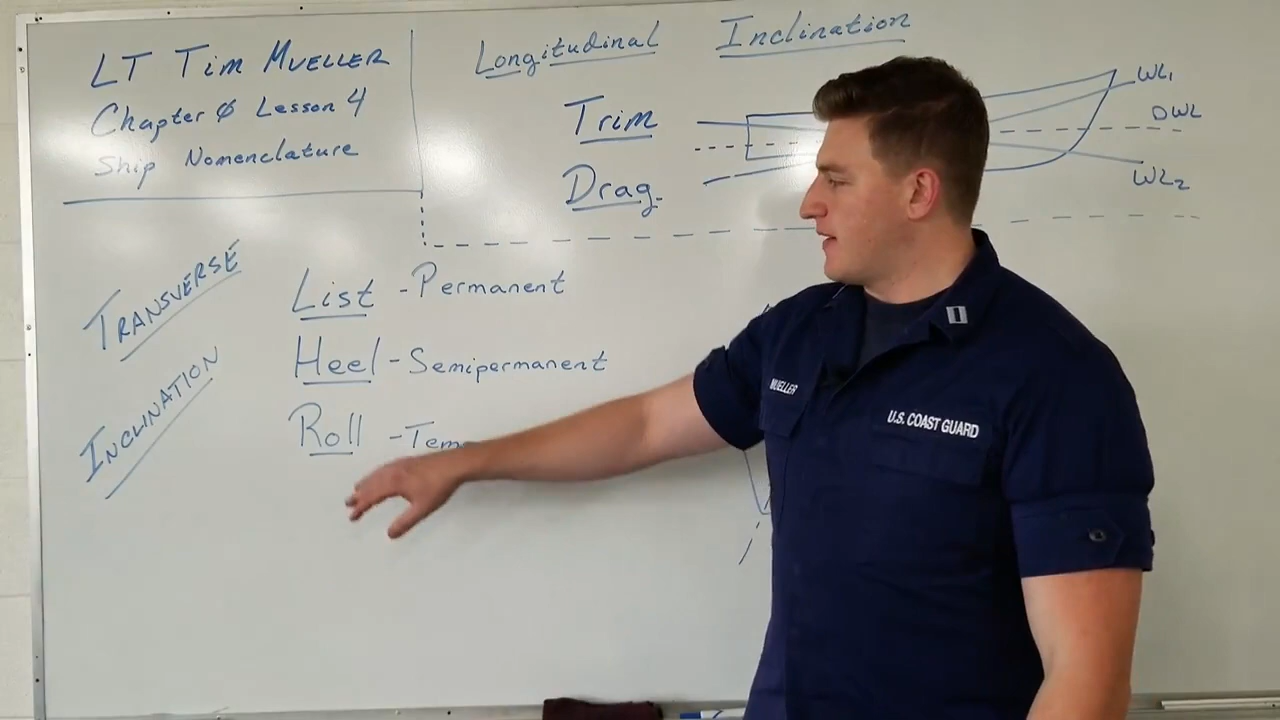 LT Tim Mueller
Chapter 0 Lesson 4
Ship Nomenclature
Longitudinal Inclination
Trim
Drag
WL1
DWL
WL2
TRANSVERSE
INCLINATION
List - Permanent
Heel - Semipermanent
Roll
MUELLER
U.S. COAST GUARD